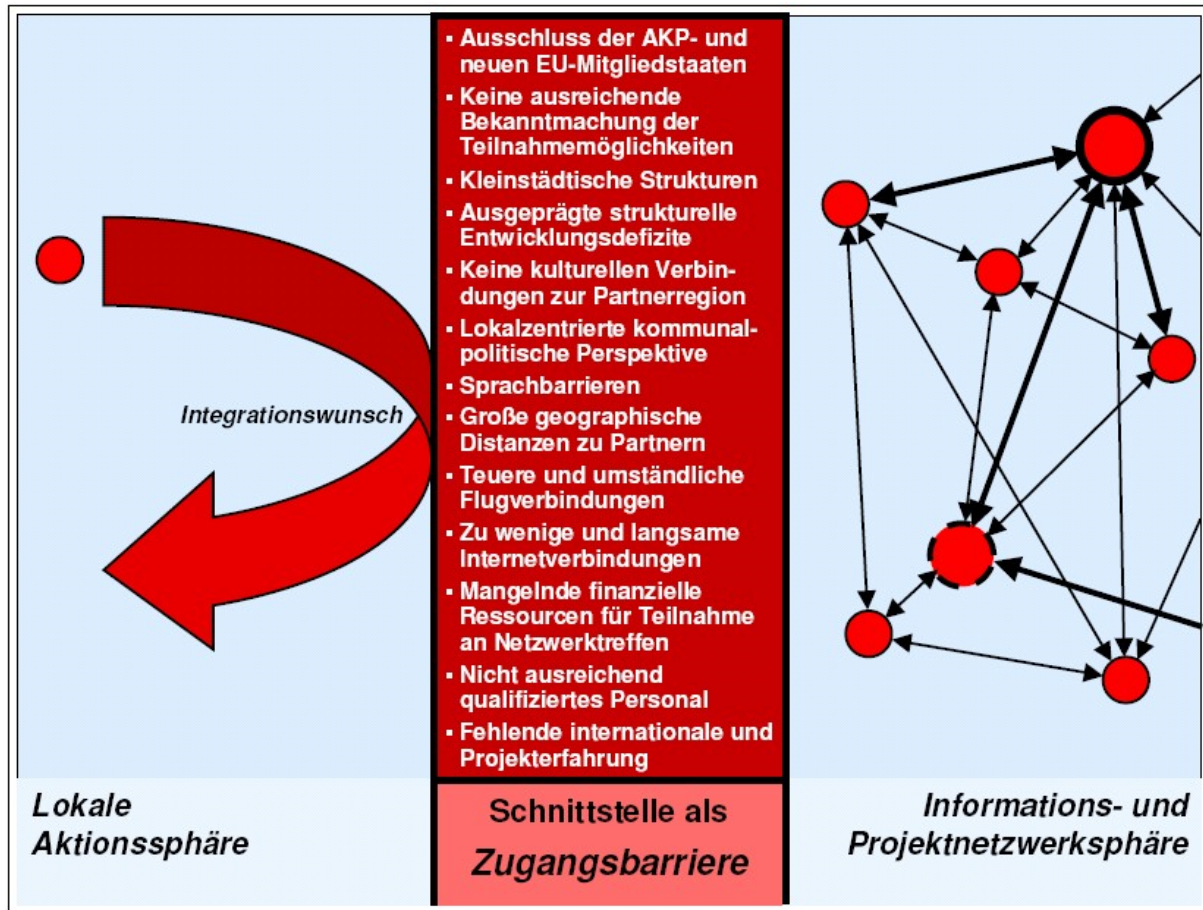 ▪ Ausschluss der AKP- und
neuen EU-Mitgliedstaaten
▪ Keine ausreichende
Bekanntmachung der
Teilnahmemöglichkeiten
▪ Kleinstädtische Strukturen
▪ Ausgeprägte strukturelle
Entwicklungsdefizite
▪ Keine kulturellen Verbin-
dungen zur Partnerregion
▪ Lokalzentrierte kommunal-
politische Perspektive
▪ Sprachbarrieren
▪ Große geographische
Distanzen zu Partnern
▪ Teuere und umständliche
Flugverbindungen
▪ Zu wenige und langsame
Internetverbindungen
▪ Mangelnde finanzielle
Ressourcen für Teilnahme
an Netzwerktreffen
▪ Nicht ausreichend
qualifiziertes Personal
▪ Fehlende internationale und
Projekterfahrung
Integrationswunsch
Lokale
Aktionssphäre
Schnittstelle als
Zugangsbarriere
Informations- und
Projektnetzwerksphäre